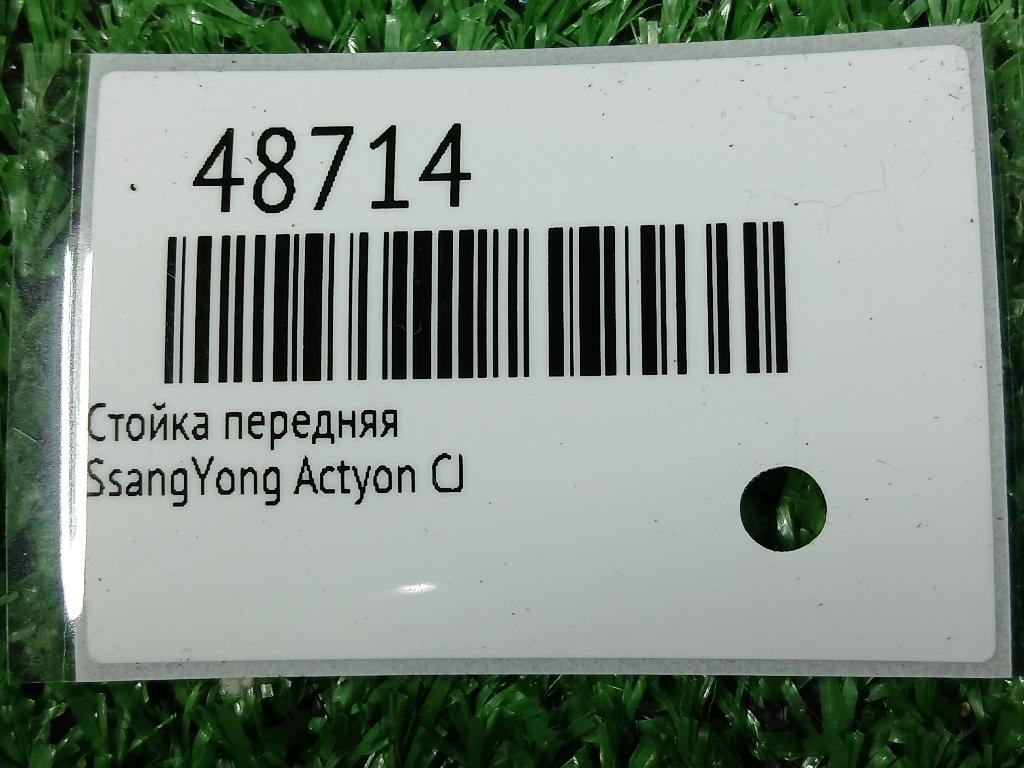 48714
Стойка передняя
SsangYong Actyon CJ